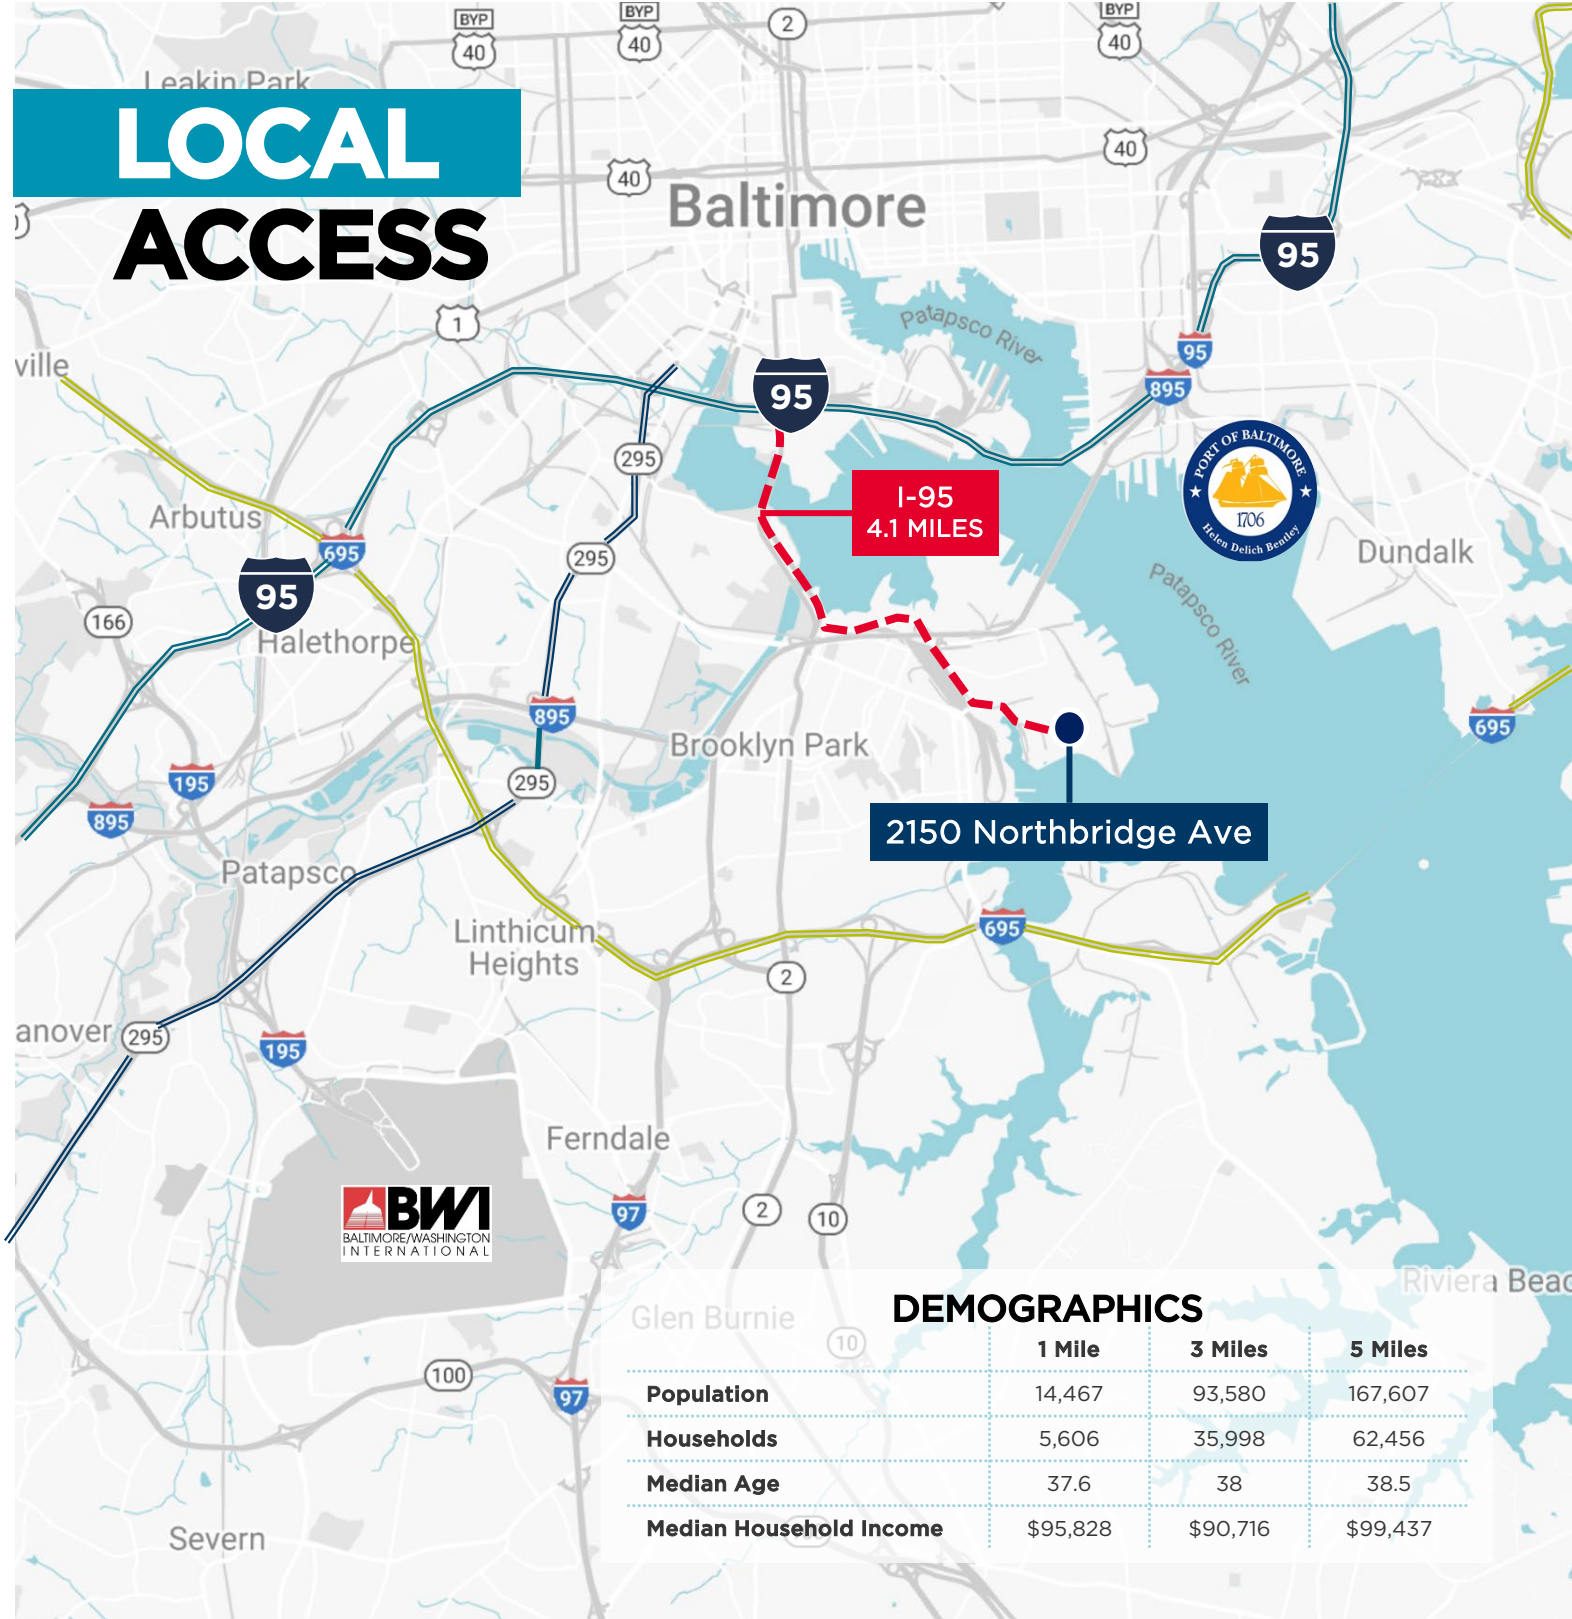 BYP
40
BYP
40
2
BYP
40
Leakin Park
LOCAL
ACCESS
40
40
Baltimore
95
1
Patapsco River
95
895
ville
95
295
PORT OF BALTIMORE
1706
Helen Delich Bentley
I-95
4.1 MILES
Arbutus
695
295
Dundalk
95
166
Halethorpe
Patapsco River
895
695
Brooklyn Park
195
295
895
2150 Northbridge Ave
Patapsco
Linthicum
Heights
695
2
anover
295
195
Ferndale
BWI
BALTIMORE/WASHINGTON
INTERNATIONAL
97
2
10
Riviera Beac
Glen Burnie
10
100
97
Severn
DEMOGRAPHICS
1 Mile 3 Miles 5 Miles
Population 14,467 93,580 167,607
Households 5,606 35,998 62,456
Median Age 37.6 38 38.5
Median Household Income $95,828 $90,716 $99,437